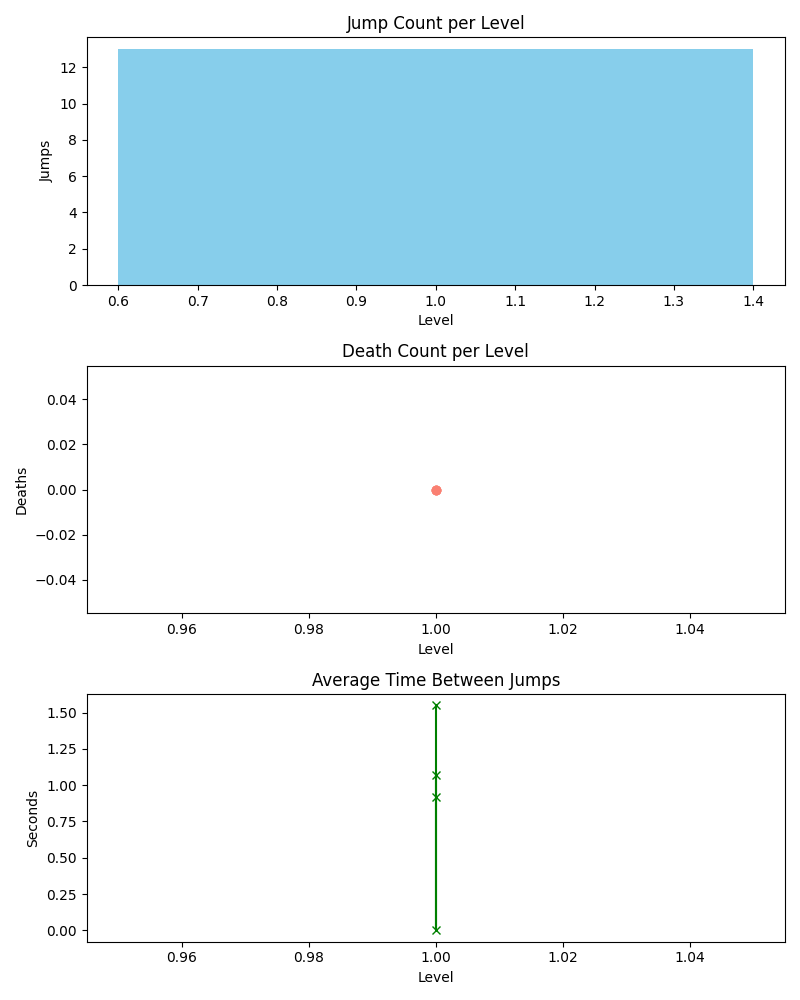 Jump Count per Level
12
10
8
6
4
2
0
Jumps
0.6 0.7 0.8 0.9 1.0 1.1 1.2 1.3 1.4
Level
Death Count per Level
0.04
0.02
0.00
−0.02
−0.04
Deaths
0.96 0.98 1.00 1.02 1.04
Level
Average Time Between Jumps
1.50
1.25
1.00
0.75
0.50
0.25
0.00
Seconds
0.96 0.98 1.00 1.02 1.04
Level